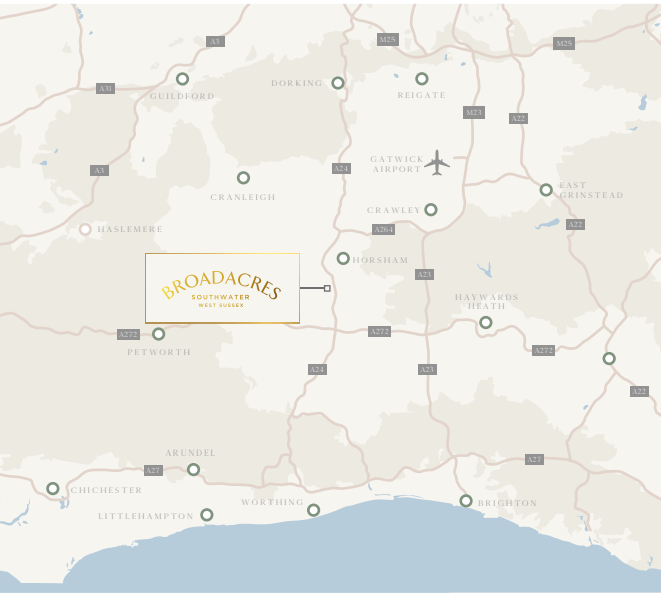 A3
M25
M25
A31
GUILDFORD
DORKING
REIGATE
M23
A22
GATWICK
AIRPORT
A3
A24
CRANLEIGH
EAST
GRINSTEAD
CRAWLEY
A264
A22
HASLEMERE
HORSHAM
A23
BROADACRES
SOUTHWATER
WEST SUSSEX
HAYWARDS
HEATH
A272
A272
A272
PETWORTH
A24
A23
A22
ARUNDEL
A27
A27
CHICHESTER
LITTLEHAMPTON
WORTHING
BRIGHTON